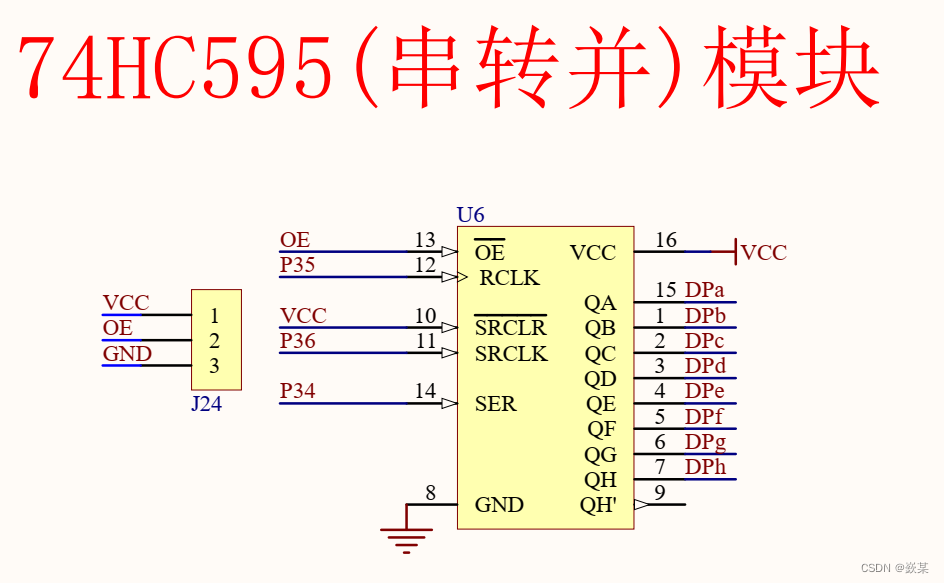 74HC595(串转并)模块
U6
OE 13 OE VCC 16 VCC
P35 12 RCLK
QA 15 DPa
VCC 10 SRCLR QB 1 DPb
P36 11 SRCLK QC 2 DPc
QD 3 DPd
P34 14 SER QE 4 DPe
QF 5 DPf
QG 6 DPg
QH 7 DPh
8 GND QH' 9
VCC 1
OE 2
GND 3
J24
CSDN @焱某